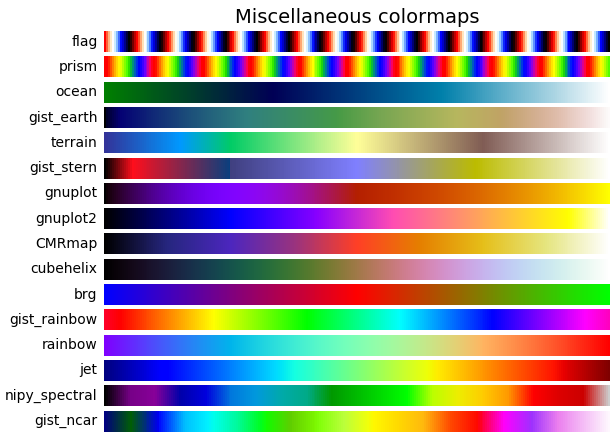 Miscellaneous colormaps
flag
prism
ocean
gist_earth
terrain
gist_stern
gnuplot
gnuplot2
CMRmap
cubehelix
brg
gist_rainbow
rainbow
jet
nipy_spectral
gist_ncar